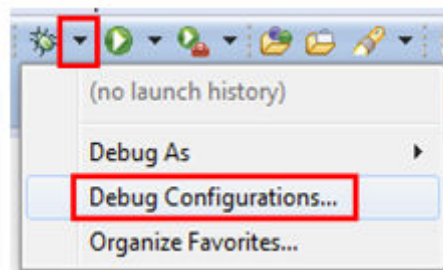 (no launch history)
Debug As
Debug Configurations...
Organize Favorites...